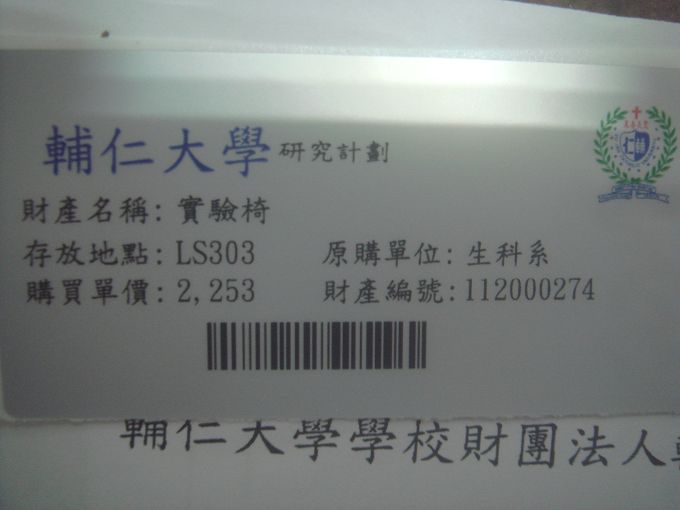 輔仁大學 研究計劃
財產名稱: 實驗椅
存放地點: LS303 原購單位: 生科系
購買單價: 2,253 財產編號: 112000274
輔仁大學學校財團法人